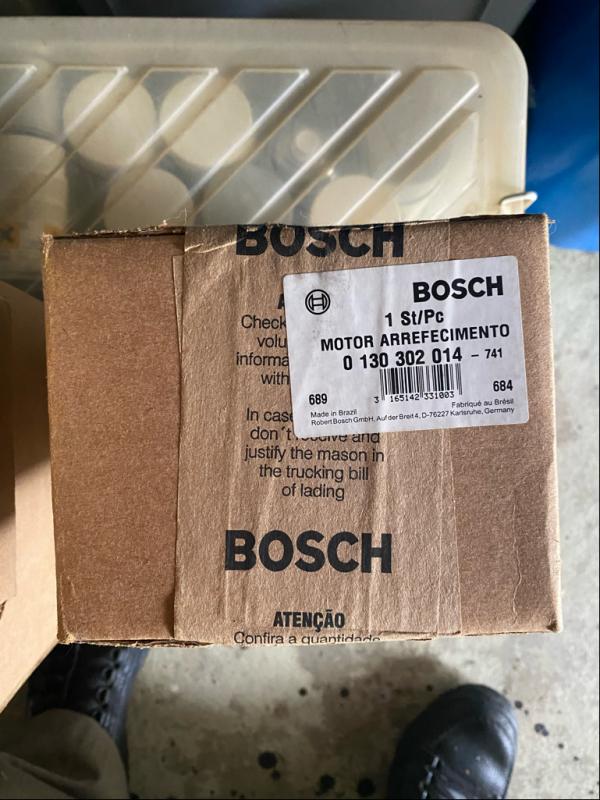 BOSCH
A
Check
volu
informa
with
In case
don´t receive and
justify the mason in
the trucking bill
of lading
BOSCH
ATENÇÃO
Confira a quantidade
BOSCH
1 St/Pc
MOTOR ARREFECIMENTO
0 130 302 014 - 741
689
3 165142 331003
684
Made in Brazil
Fabriqué au Brésil
Robert Bosch GmbH, Auf der Breit 4, D-76227 Karlsruhe, Germany